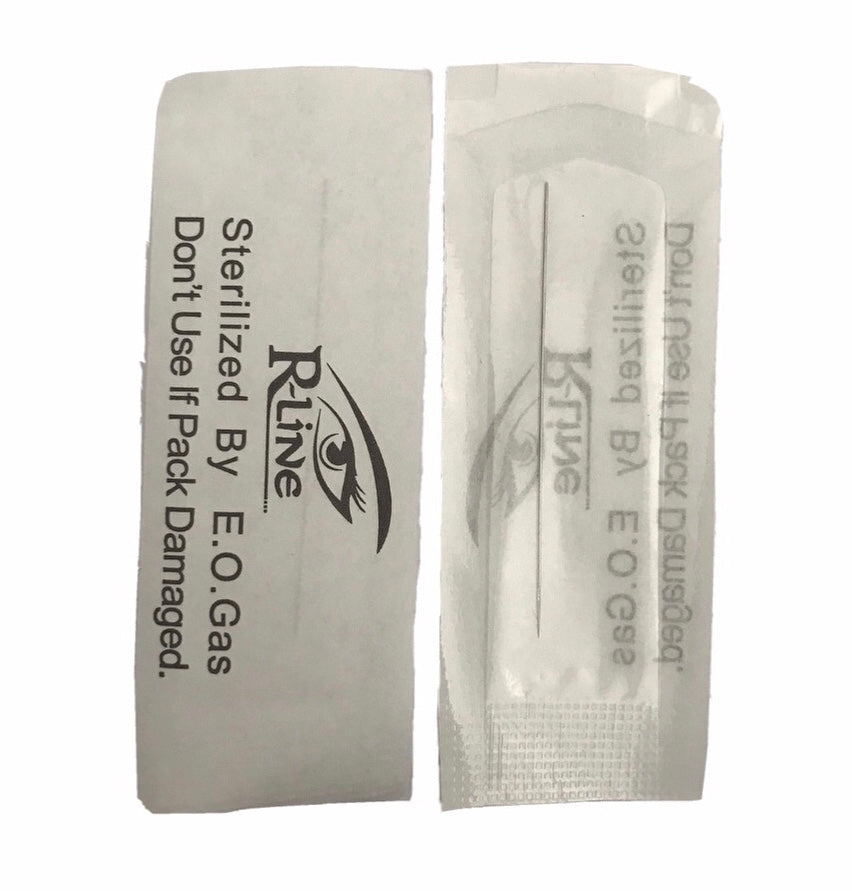 R-LiNe
Sterilized By E.O.Gas
Don't Use If Pack Damaged.
R-LiNe
Sterilized By E.O.Gas
Don't Use If Pack Damaged.